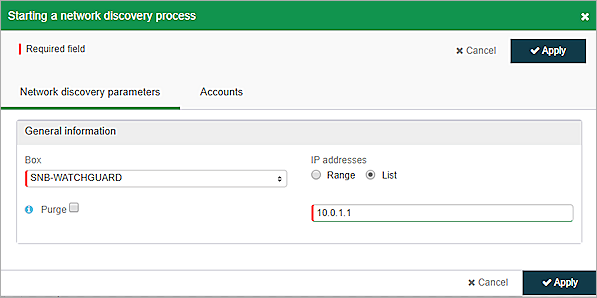 Starting a network discovery process
Required field
Cancel
Apply
Network discovery parameters
Accounts
General information
Box
IP addresses
SNB-WATCHGUARD
Range
List
Purge
10.0.1.1
Cancel
Apply